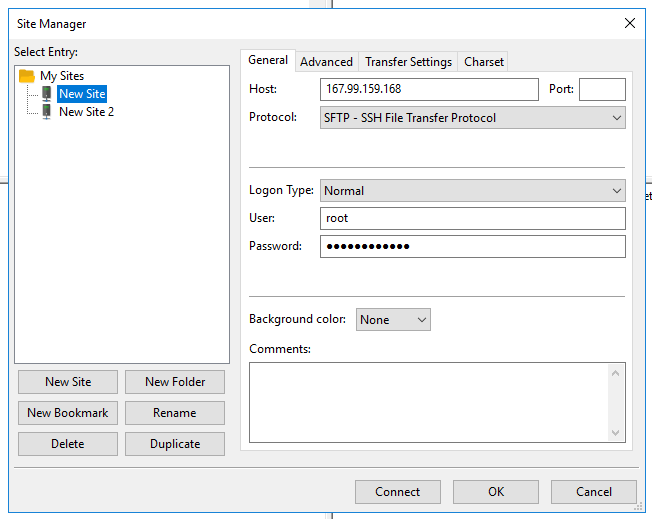 Site Manager
Select Entry:
My Sites
New Site
New Site 2
New Site
New Folder
New Bookmark
Rename
Delete
Duplicate
General
Advanced
Transfer Settings
Charset
Host:
167.99.159.168
Port:
Protocol:
SFTP - SSH File Transfer Protocol
Logon Type:
Normal
User:
root
Password:
●●●●●●●●●●●●
Background color:
None
Comments:
Connect
OK
Cancel